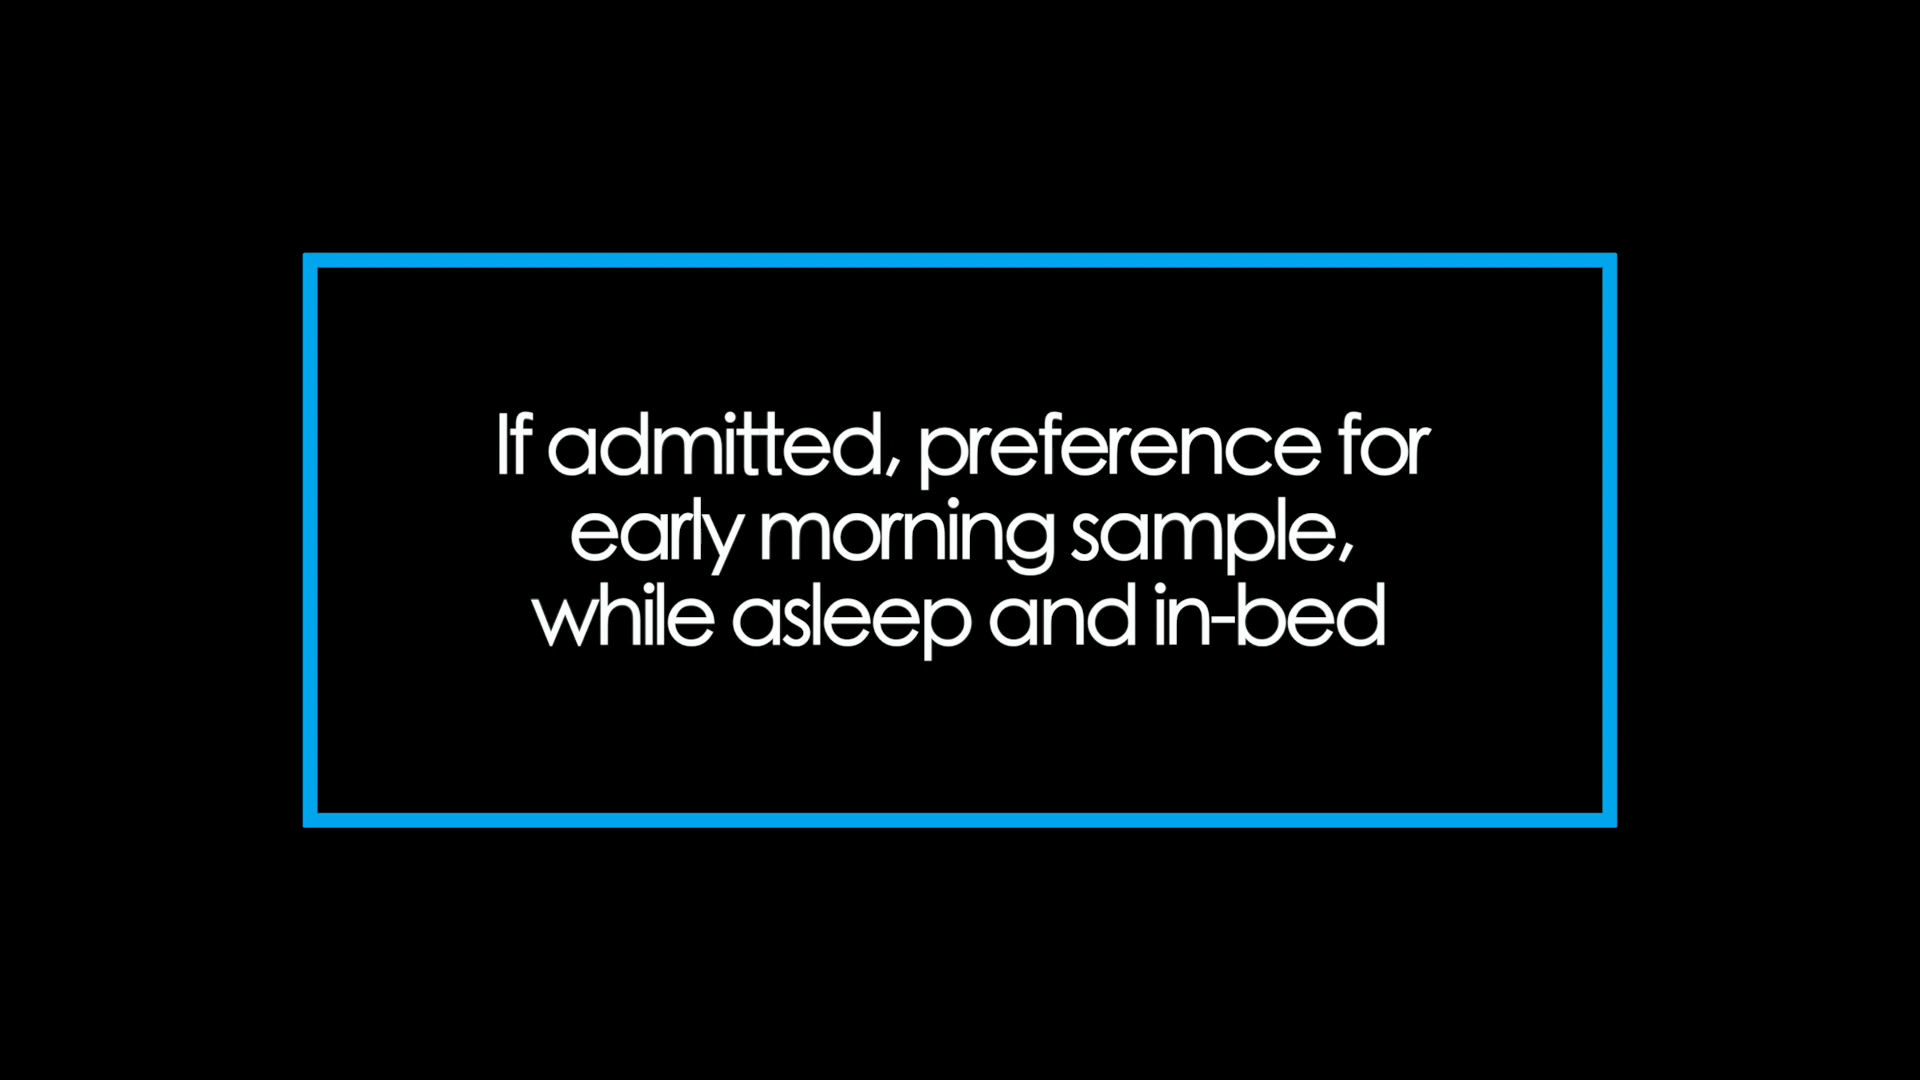 If admitted, preference for
early morning sample,
while asleep and in-bed